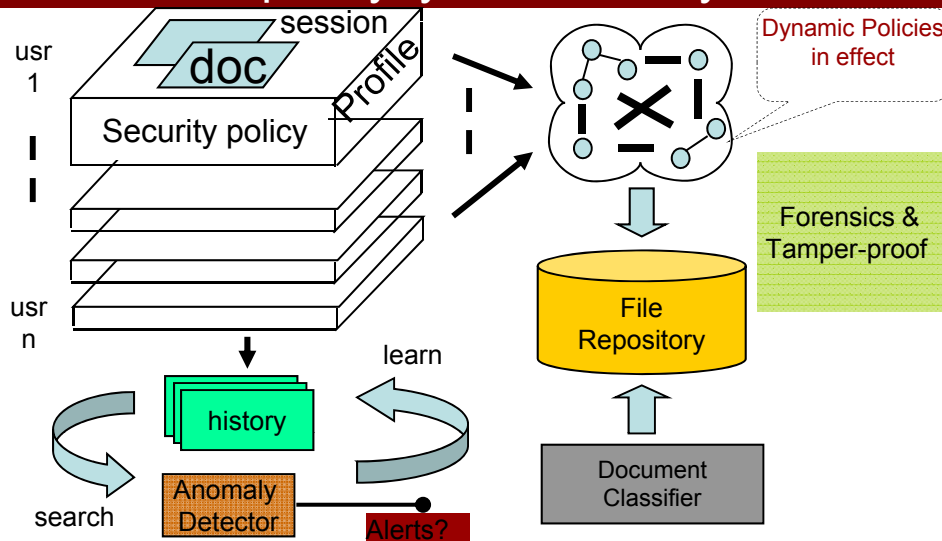 session
usr
1
doc
Profile
Security policy
Dynamic Policies
in effect
Forensics &
Tamper-proof
File
Repository
usr
n
learn
history
search
Anomaly
Detector
Alerts?
Document
Classifier